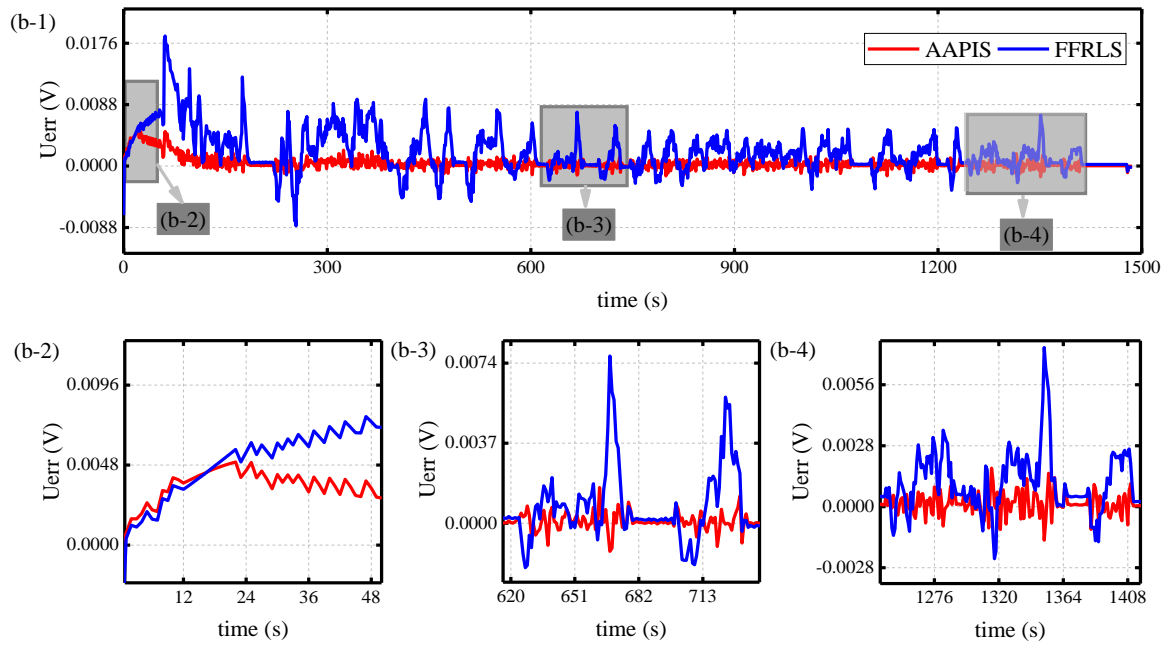 (b-1)
AAPIS FFRLS
0.0176
0.0088
0.0000
-0.0088
Uerr (V)
(b-2)
(b-3)
(b-4)
0 300 600 900 1200 1500
time (s)
(b-2)
0.0096
0.0048
0.0000
Uerr (V)
12 24 36 48
time (s)
(b-3)
0.0074
0.0037
0.0000
Uerr (V)
620 651 682 713
time (s)
(b-4)
0.0056
0.0028
0.0000
-0.0028
Uerr (V)
1276 1320 1364 1408
time (s)